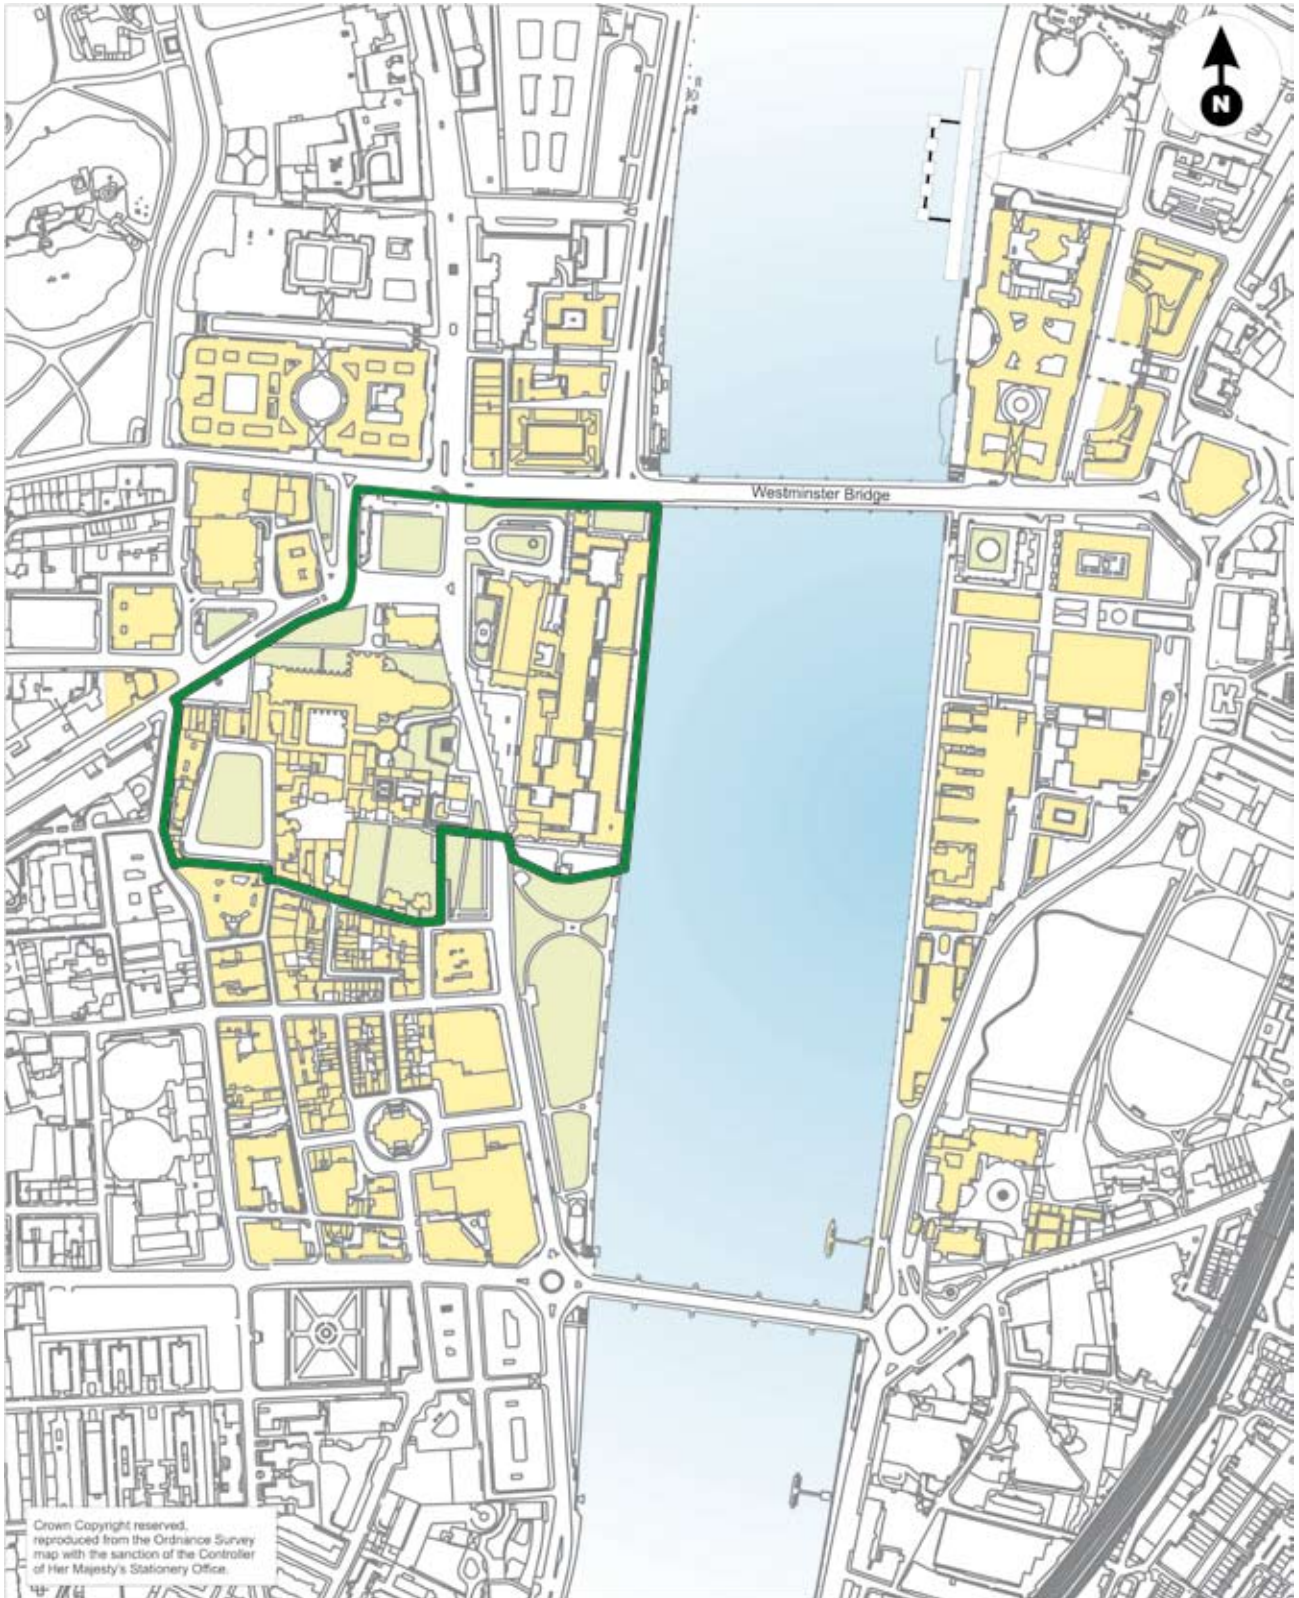 N
Westminster Bridge
Crown Copyright reserved,
reproduced from the Ordnance Survey
map with the sanction of the Controller
of Her Majesty's Stationery Office.